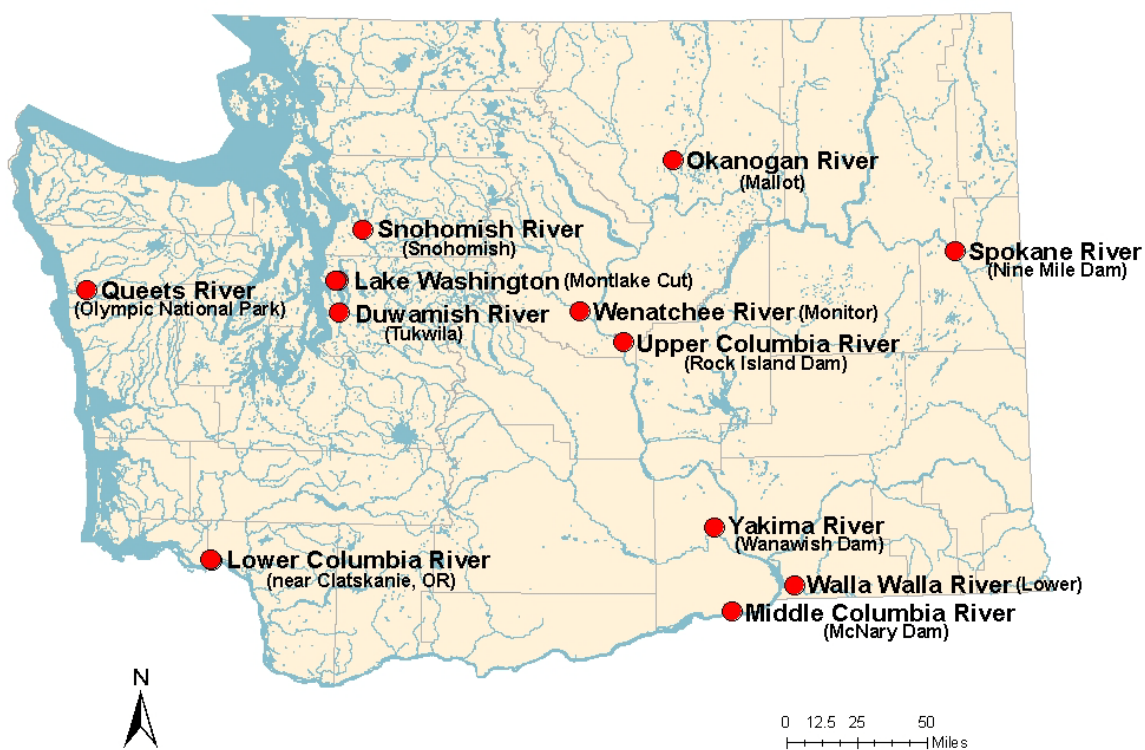 Okanogan River
(Mallot)
Snohomish River
(Snohomish)
Spokane River
(Nine Mile Dam)
Lake Washington (Montlake Cut)
Queets River
(Olympic National Park)
Duwamish River
(Tukwila)
Wenatchee River (Monitor)
Upper Columbia River
(Rock Island Dam)
Yakima River
(Wanawish Dam)
Lower Columbia River
(near Clatskanie, OR)
Walla Walla River (Lower)
Middle Columbia River
(McNary Dam)
N
0 12.5 25 50
Miles